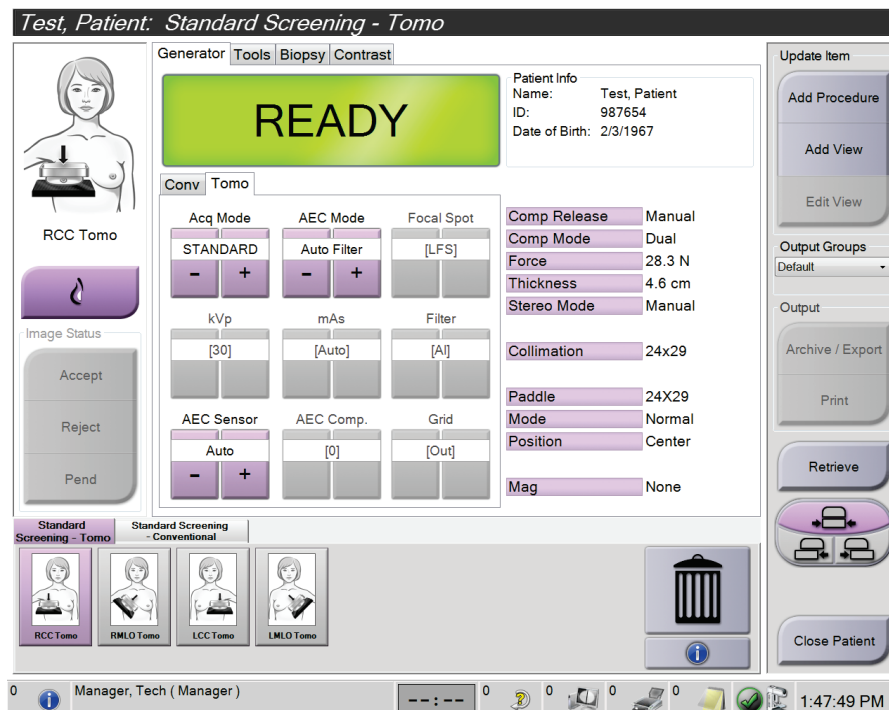 Test, Patient: Standard Screening - Tomo
Generator Tools Biopsy Contrast
READY
Patient Info
Name: Test, Patient
ID: 987654
Date of Birth: 2/3/1967
RCC Tomo
Image Status
Accept
Reject
Pend
Conv Tomo
Acq Mode AEC Mode Focal Spot
STANDARD Auto Filter [LFS]
- + - +
kVp mAs Filter
[30] [Auto] [Al]
AEC Sensor AEC Comp. Grid
Auto [0] [Out]
- +
Comp Release Manual
Comp Mode Dual
Force 28.3 N
Thickness 4.6 cm
Stereo Mode Manual
Collimation 24x29
Paddle 24X29
Mode Normal
Position Center
Mag None
Update Item
Add Procedure
Add View
Edit View
Output Groups
Default
Output
Archive / Export
Print
Retrieve
Close Patient
Standard
Screening - Tomo
Standard Screening
- Conventional
RCC Tomo RMLO Tomo LCC Tomo LMLO Tomo
0 Manager, Tech ( Manager ) --:-- 0 0 0 0 1:47:49 PM